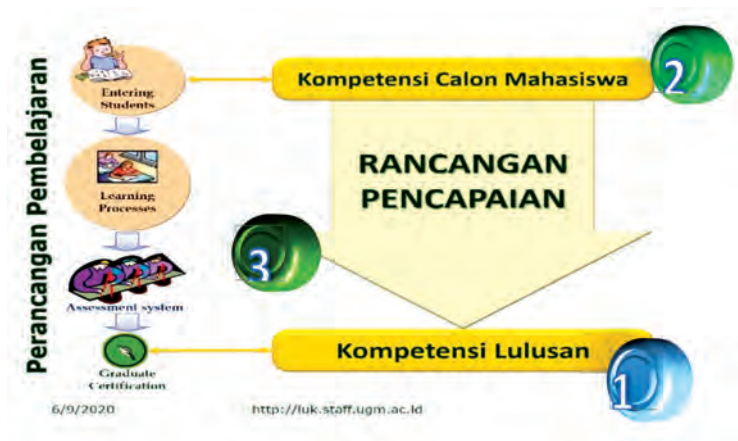 Perancangan Pembelajaran
Entering
Students
Learning
Processes
Assessment system
Graduate
Certification
Kompetensi Calon Mahasiswa
2
RANCANGAN
PENCAPAIAN
3
Kompetensi Lulusan
1
6/9/2020
http://luk.staff.ugm.ac.id